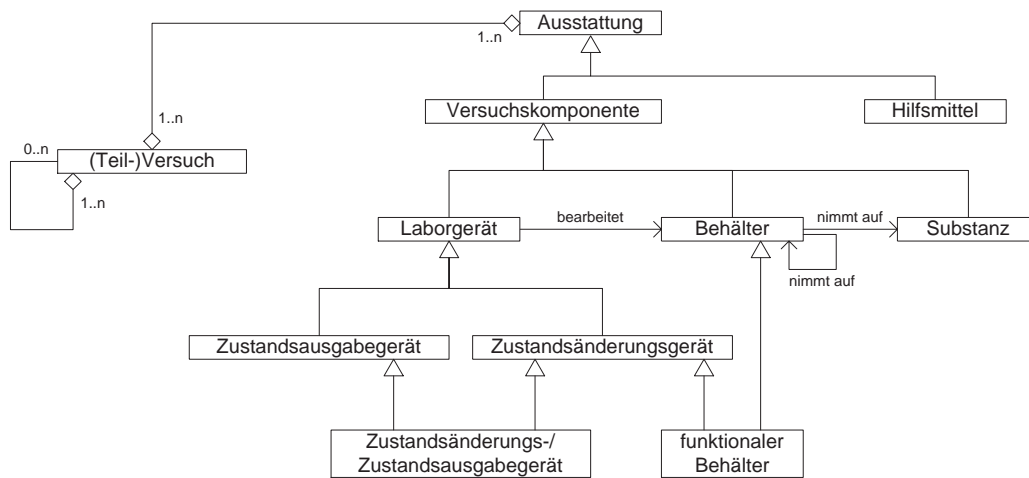 Ausstattung
1..n
Versuchskomponente
Hilfsmittel
1..n
0..n
(Teil-)Versuch
1..n
Laborgerät
bearbeitet
Behälter
nimmt auf
Substanz
nimmt auf
Zustandsausgabegerät
Zustandsänderungsgerät
Zustandsänderungs-/
Zustandsausgabegerät
funktionaler
Behälter